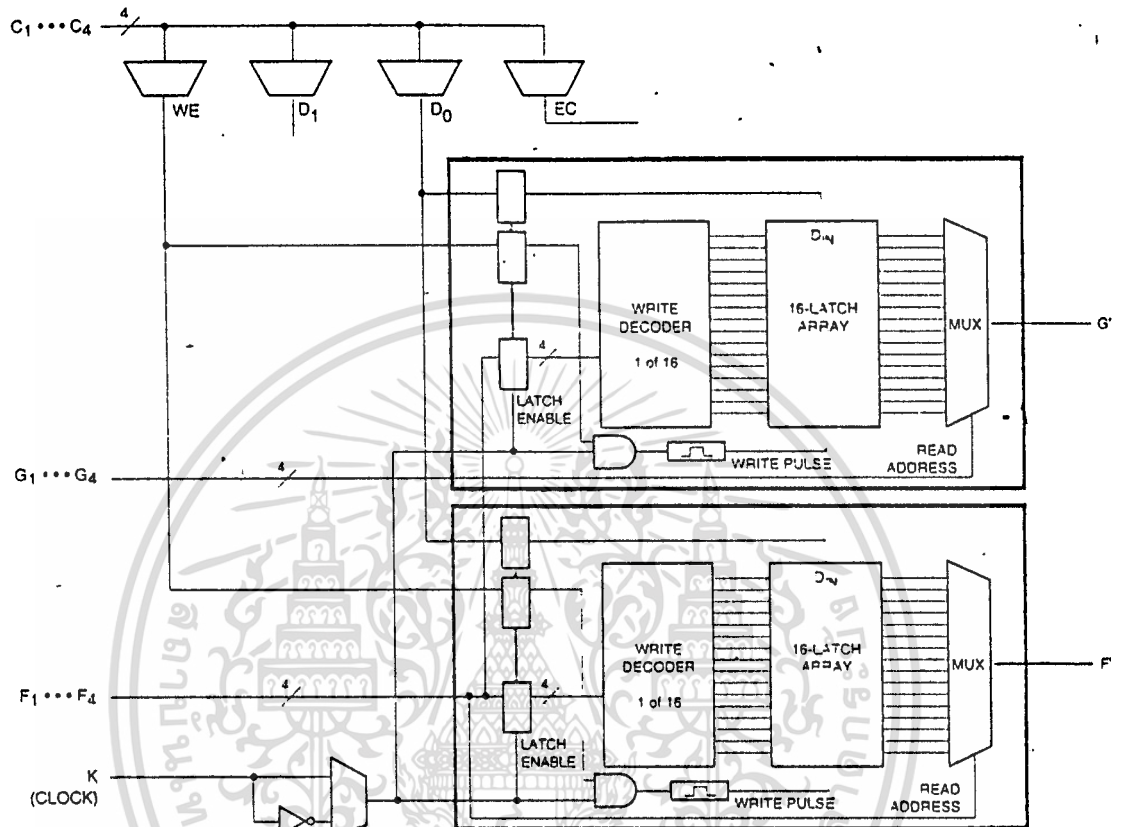 C1 ••• C4
4
WE
D1
D0
EC
DIN
WRITE
DECODER
1 of 16
16-LATCH
ARRAY
MUX
G'
4
LATCH
ENABLE
WRITE PULSE
READ
ADDRESS
G1 ••• G4
4
DIN
WRITE
DECODER
1 of 16
16-LATCH
ARRAY
MUX
F'
F1 ••• F4
4
4
LATCH
ENABLE
K
(CLOCK)
WRITE PULSE
READ
ADDRESS